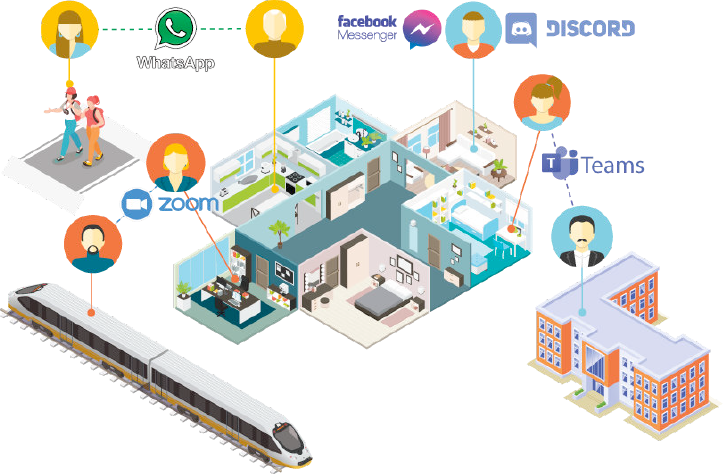 WhatsApp
facebook
Messenger
DISCORD
zoom
Teams